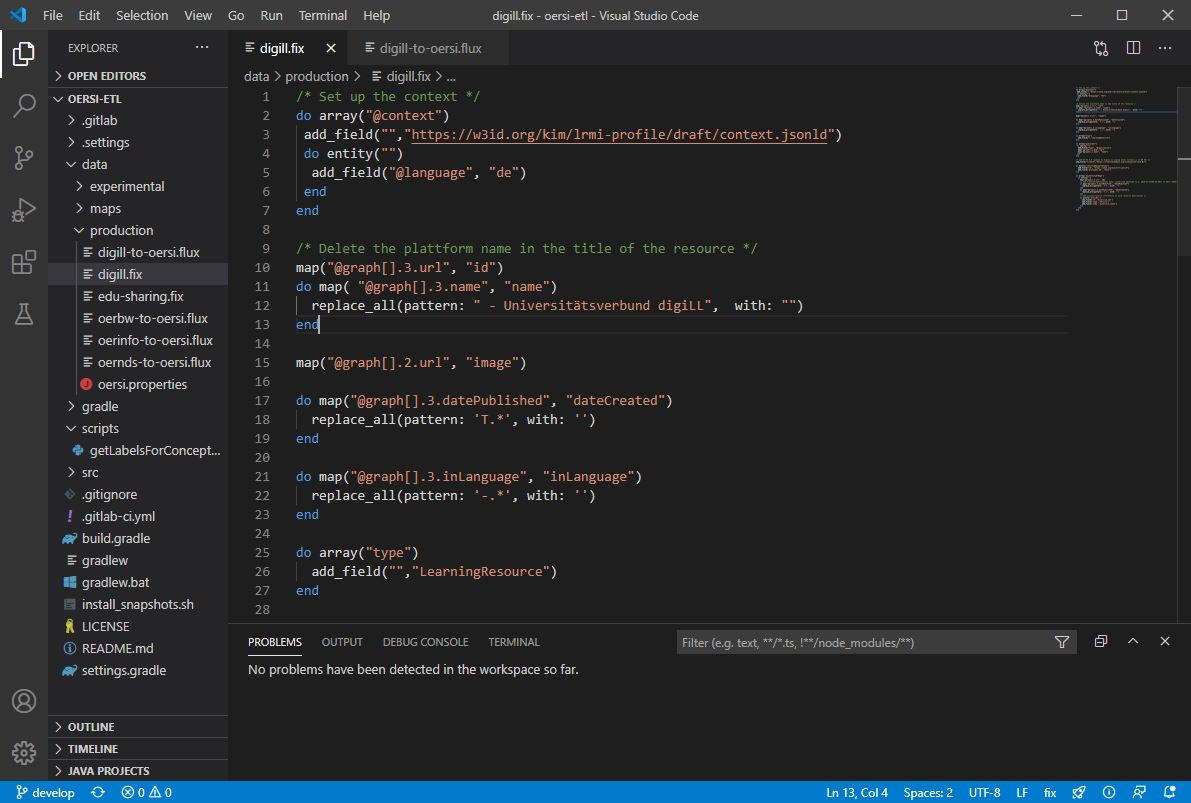 File Edit Selection View Go Run Terminal Help digill.fix - oersi-etl - Visual Studio Code
EXPLORER ···
OPEN EDITORS
OERSI-ETL
.gitlab
.settings
data
experimental
maps
production
digill-to-oersi.flux
digill.fix
edu-sharing.fix
oerbw-to-oersi.flux
oerinfo-to-oersi.flux
oernds-to-oersi.flux
oersi.properties
gradle
scripts
getLabelsForConcept...
src
.gitignore
.gitlab-ci.yml
build.gradle
gradlew
gradlew.bat
install_snapshots.sh
LICENSE
README.md
settings.gradle
OUTLINE
TIMELINE
JAVA PROJECTS
digill.fix digill-to-oersi.flux
data > production > digill.fix > ...
1 /* Set up the context */
2 do array("@context")
3 add_field("","https://w3id.org/kim/lrmi-profile/draft/context.jsonld")
4 do entity("")
5 add_field("@language", "de")
6 end
7 end
8
9 /* Delete the plattform name in the title of the resource */
10 map("@graph[].3.url", "id")
11 do map( "@graph[].3.name", "name")
12 replace_all(pattern: " - Universitätsverbund digiLL",  with: "")
13 end
14
15 map("@graph[].2.url", "image")
16
17 do map("@graph[].3.datePublished", "dateCreated")
18 replace_all(pattern: 'T.*', with: '')
19 end
20
21 do map("@graph[].3.inLanguage", "inLanguage")
22 replace_all(pattern: '-.*', with: '')
23 end
24
25 do array("type")
26 add_field("","LearningResource")
27 end
28
PROBLEMS OUTPUT DEBUG CONSOLE TERMINAL Filter (e.g. text, **/*.ts, !**/node_modules/**)
No problems have been detected in the workspace so far.
develop 0 0 Ln 13, Col 4 Spaces: 2 UTF-8 LF fix